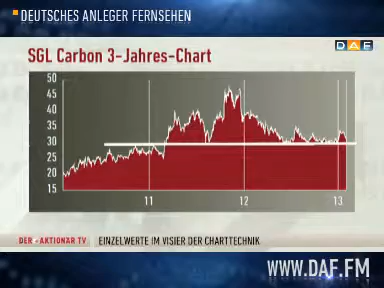 DEUTSCHES ANLEGER FERNSEHEN
DAF
SGL Carbon 3-Jahres-Chart
50
45
40
35
30
25
20
15
11
12
13
DER AKTIONÄR TV
EINZELWERTE IM VISIER DER CHARTTECHNIK
WWW.DAF.FM